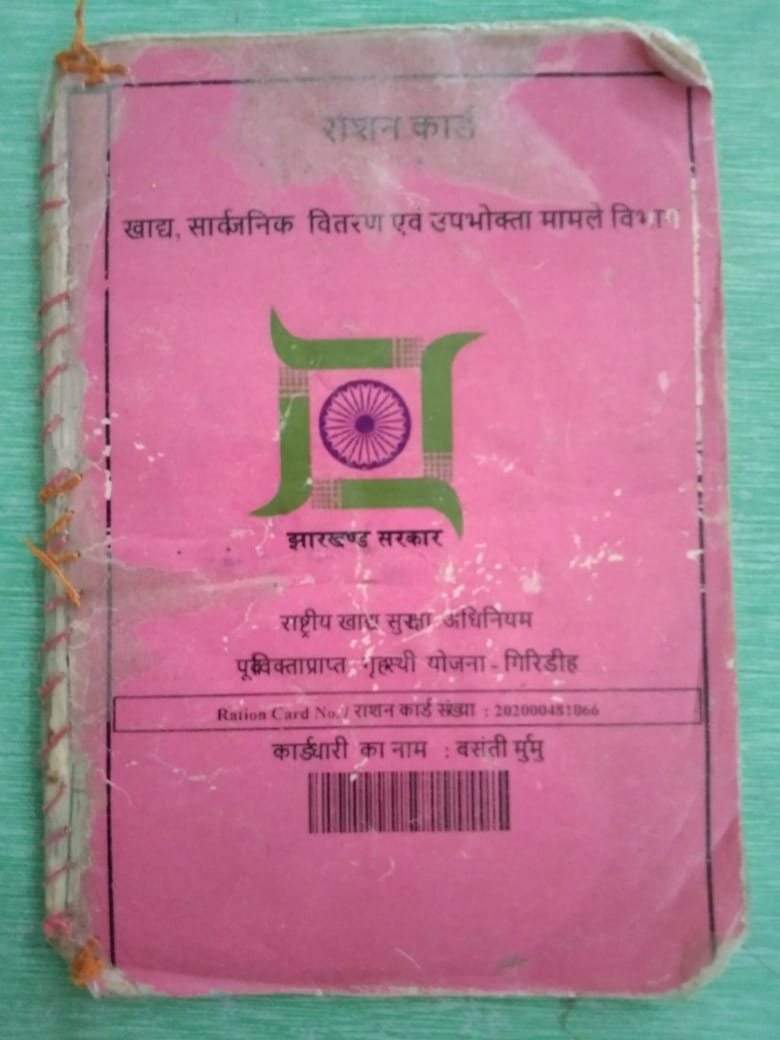 राशन कार्ड
खाद्य, सार्वजनिक वितरण एवं उपभोक्ता मामले विभाग
झारखण्ड सरकार
राष्ट्रीय खाद्य सुरक्षा अधिनियम
पूर्वविक्ताप्राप्त गृहस्थी योजना - गिरिडीह
Ration Card No. / राशन कार्ड संख्या : 202000481066
कार्डधारी का नाम : बसंती मुर्मु